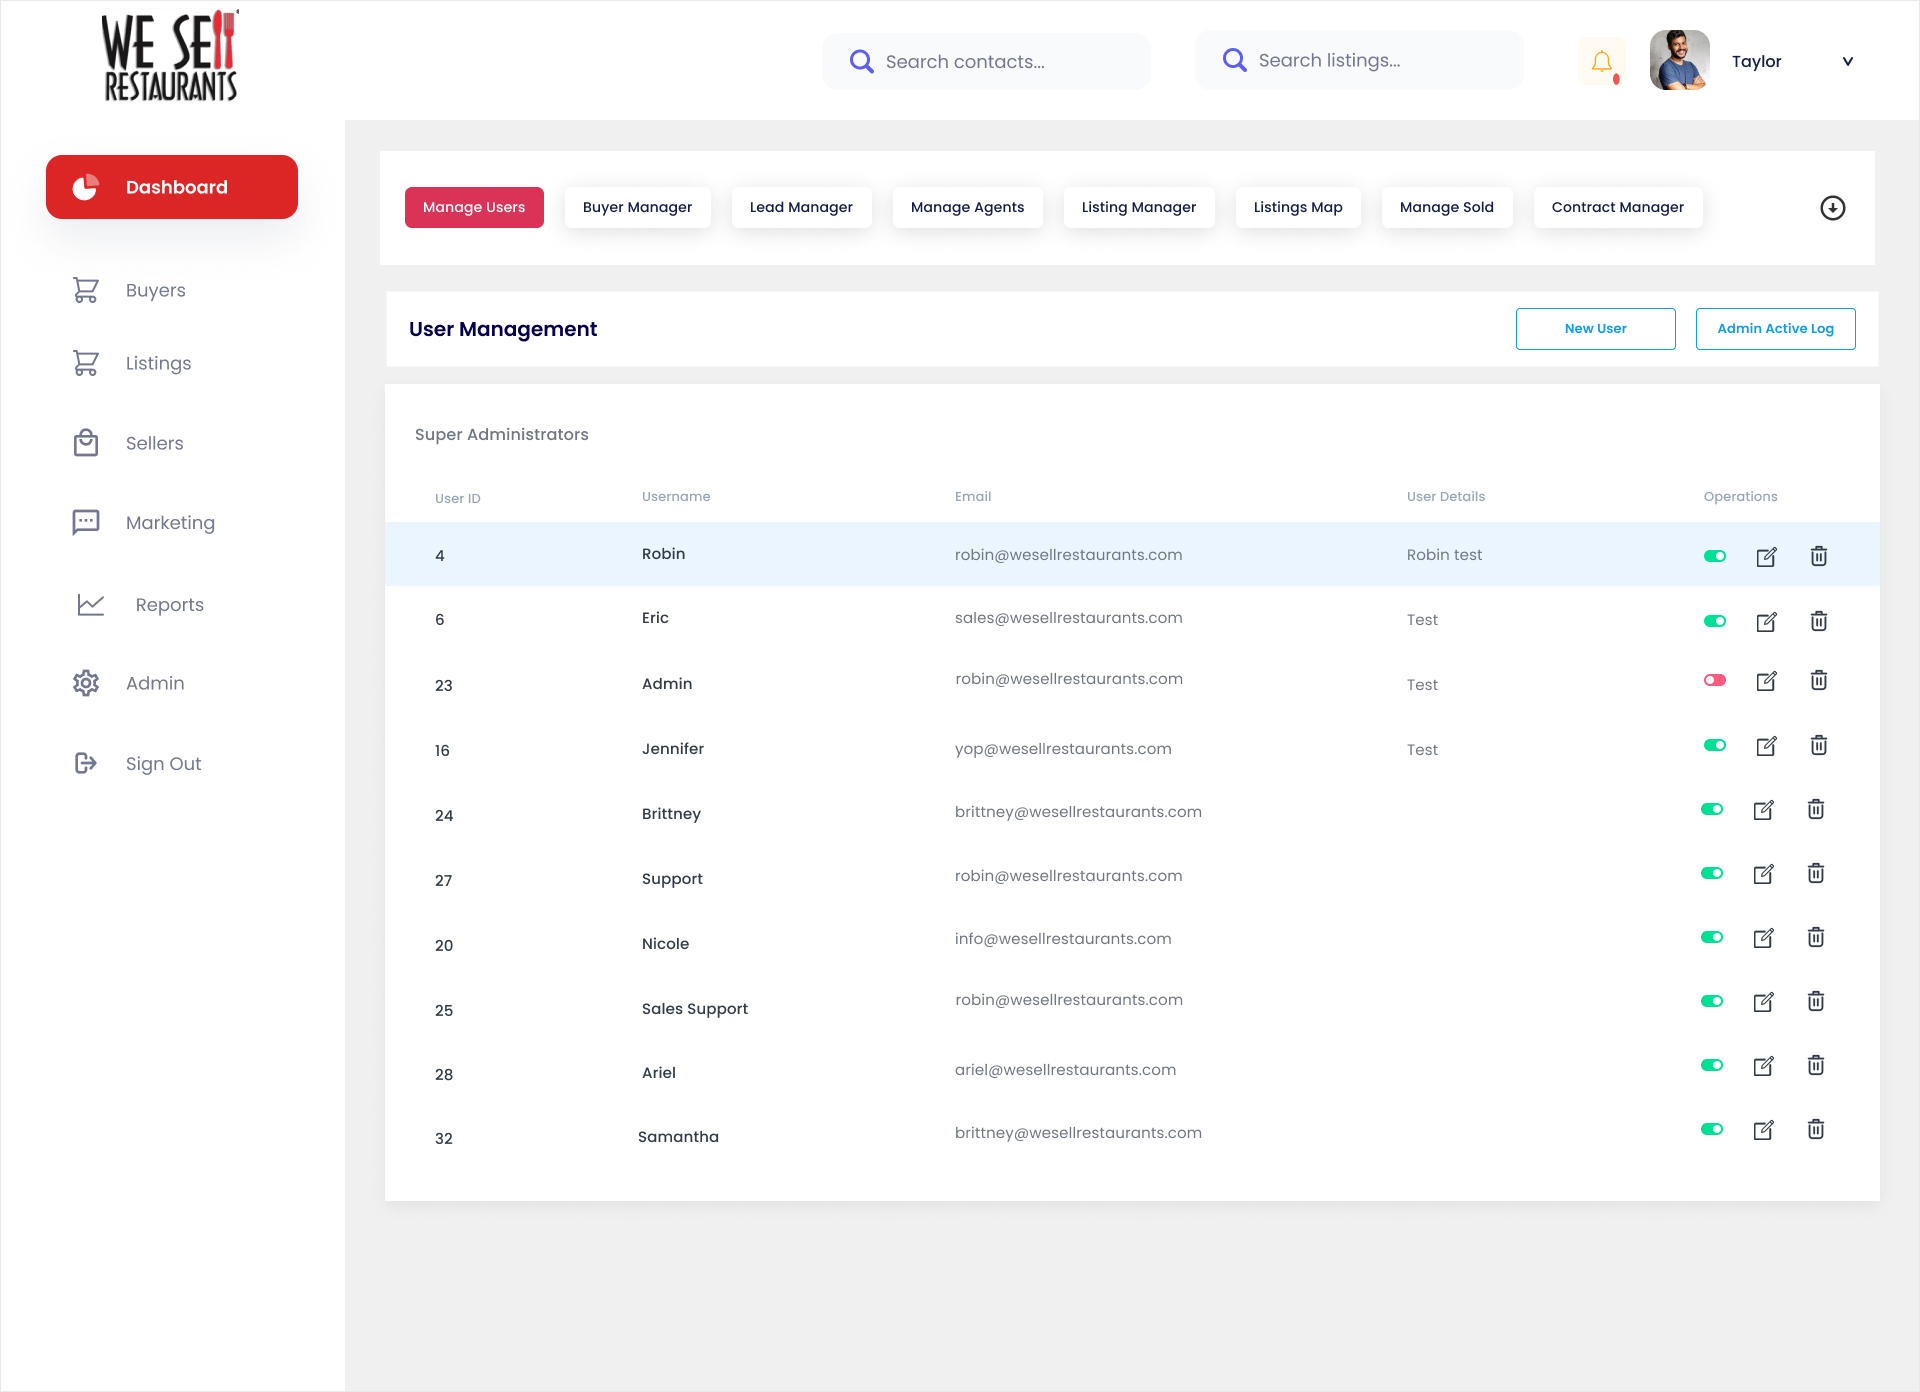 WE SELL
RESTAURANTS
Search contacts...
Search listings...
Taylor
Dashboard
Buyers
Listings
Sellers
Marketing
Reports
Admin
Sign Out
Manage Users Buyer Manager Lead Manager Manage Agents Listing Manager Listings Map Manage Sold Contract Manager
User Management New User Admin Active Log
Super Administrators
User ID Username Email User Details Operations
4 Robin robin@wesellrestaurants.com Robin test
6 Eric sales@wesellrestaurants.com Test
23 Admin robin@wesellrestaurants.com Test
16 Jennifer yop@wesellrestaurants.com Test
24 Brittney brittney@wesellrestaurants.com
27 Support robin@wesellrestaurants.com
20 Nicole info@wesellrestaurants.com
25 Sales Support robin@wesellrestaurants.com
28 Ariel ariel@wesellrestaurants.com
32 Samantha brittney@wesellrestaurants.com